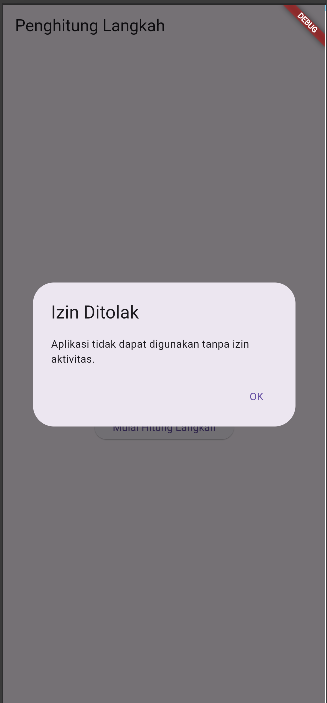 Penghitung Langkah
DEBUG
Izin Ditolak
Aplikasi tidak dapat digunakan tanpa izin
aktivitas.
OK
Mulai Hitung Langkah